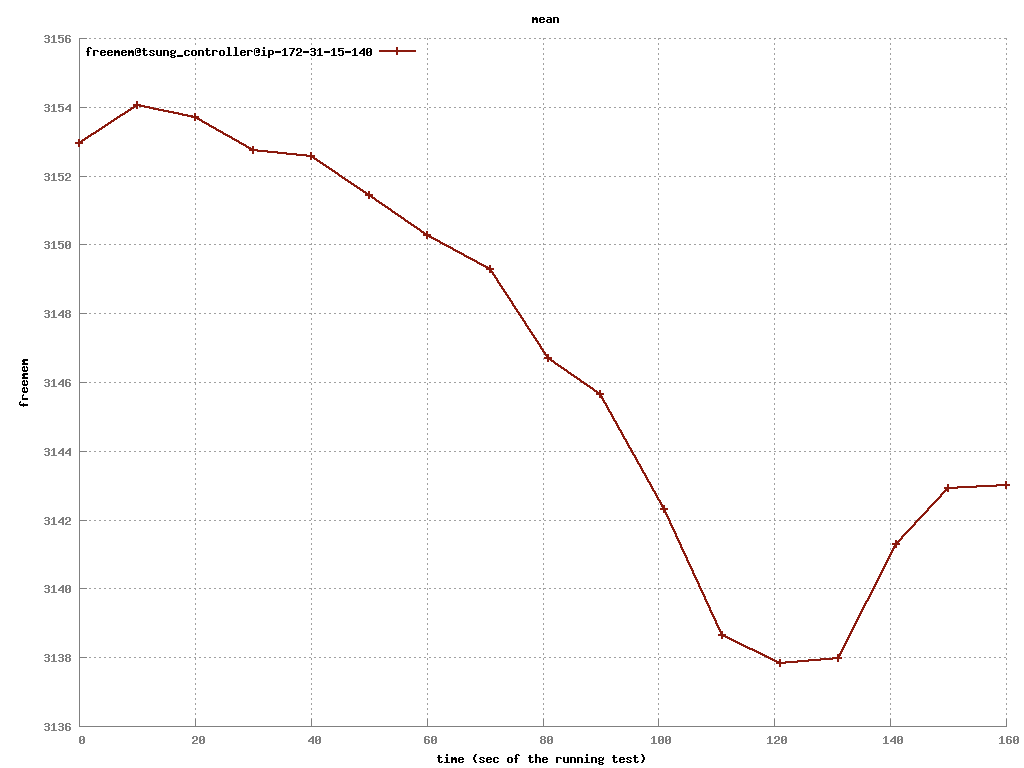 mean
3156
freemem@tsung_controller@ip-172-31-15-140
3154
3152
3150
3148
3146
3144
3142
3140
3138
3136
freemem
0 20 40 60 80 100 120 140 160
time (sec of the running test)